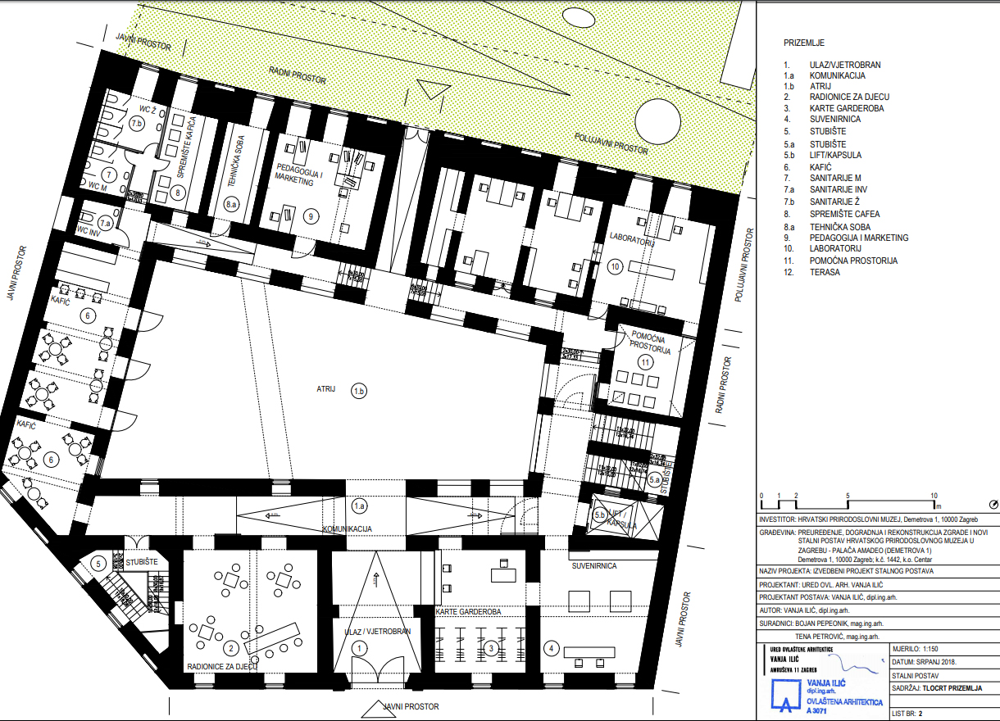 JAVNI PROSTOR
RADNI PROSTOR
POLUJAVNI PROSTOR
WC Ž
7.b
7
WC M
SPREMIŠTE KAFIĆA
8
TEHNIČKA SOBA
8.a
PEDAGOGIJA I
MARKETING
9
7.a
WC INV
LABORATORIJ
10
POLUJAVNI PROSTOR
JAVNI PROSTOR
KAFIĆ
6
POMOĆNA
PROSTORIJA
11
RADNI PROSTOR
ATRIJ
1.b
KAFIĆ
6
5.a
STUBIŠTE
1.a
KOMUNIKACIJA
5.b
LIFT /
KAPSULA
5
STUBIŠTE
SUVENIRNICA
KARTE GARDEROBA
JAVNI PROSTOR
ULAZ / VJETROBRAN
1
2
3
4
RADIONICE ZA DJECU
JAVNI PROSTOR
PRIZEMLJE
1. ULAZ/VJETROBRAN
1.a KOMUNIKACIJA
1.b ATRIJ
2. RADIONICE ZA DJECU
3. KARTE GARDEROBA
4. SUVENIRNICA
5. STUBIŠTE
5.a STUBIŠTE
5.b LIFT/KAPSULA
6. KAFIĆ
7. SANITARIJE M
7.a SANITARIJE INV
7.b SANITARIJE Ž
8. SPREMIŠTE CAFEA
8.a TEHNIČKA SOBA
9. PEDAGOGIJA I MARKETING
10. LABORATORIJ
11. POMOĆNA PROSTORIJA
12. TERASA
0 1 2 5 10
m
INVESTITOR: HRVATSKI PRIRODOSLOVNI MUZEJ, Demetrova 1, 10000 Zagreb
GRAĐEVINA: PREUREĐENJE, DOGRADNJA I REKONSTRUKCIJA ZGRADE I NOVI
STALNI POSTAV HRVATSKOG PRIRODOSLOVNOG MUZEJA U
ZAGREBU - PALAČA AMADEO (DEMETROVA 1)
Demetrova 1, 10000 Zagreb; k.č. 1442, k.o. Centar
NAZIV PROJEKTA: IZVEDBENI PROJEKT STALNOG POSTAVA
PROJEKTANT: URED OVL. ARH. VANJA ILIĆ
PROJEKTANT POSTAVA: VANJA ILIĆ, dipl.ing.arh.
AUTOR: VANJA ILIĆ, dipl.ing.arh.
SURADNICI: BOJAN PEPEONIK, mag.ing.arh.
TENA PETROVIĆ, mag.ing.arh.
URED OVLAŠTENE ARHITEKTICE
VANJA ILIĆ
AMRUŠEVA 11 ZAGREB
VANJA ILIĆ
dipl.ing.arh.
OVLAŠTENA ARHITEKTICA
A 3071
MJERILO: 1:150
DATUM: SRPANJ 2018.
STALNI POSTAV
SADRŽAJ: TLOCRT PRIZEMLJA
LIST BR: 2